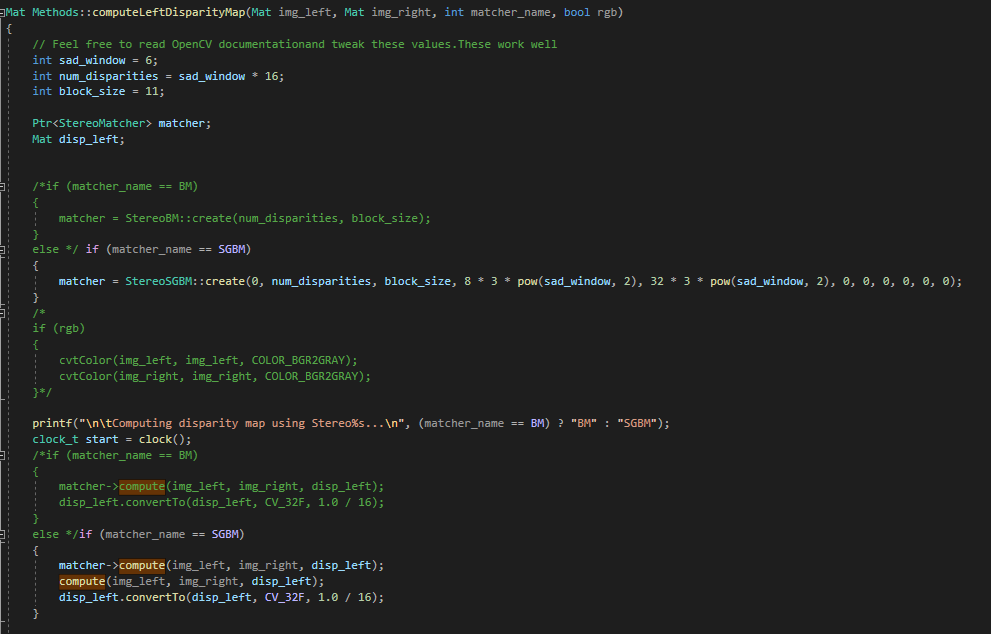 Mat Methods::computeLeftDisparityMap(Mat img_left, Mat img_right, int matcher_name, bool rgb)
{
// Feel free to read OpenCV documentationand tweak these values.These work well
int sad_window = 6;
int num_disparities = sad_window * 16;
int block_size = 11;
Ptr<StereoMatcher> matcher;
Mat disp_left;
/*if (matcher_name == BM)
{
matcher = StereoBM::create(num_disparities, block_size);
}
else */ if (matcher_name == SGBM)
{
matcher = StereoSGBM::create(0, num_disparities, block_size, 8 * 3 * pow(sad_window, 2), 32 * 3 * pow(sad_window, 2), 0, 0, 0, 0, 0, 0);
}
/*
if (rgb)
{
cvtColor(img_left, img_left, COLOR_BGR2GRAY);
cvtColor(img_right, img_right, COLOR_BGR2GRAY);
}*/
printf("\n\tComputing disparity map using Stereo%s...\n", (matcher_name == BM) ? "BM" : "SGBM");
clock_t start = clock();
/*if (matcher_name == BM)
{
matcher->compute(img_left, img_right, disp_left);
disp_left.convertTo(disp_left, CV_32F, 1.0 / 16);
}
else */if (matcher_name == SGBM)
{
matcher->compute(img_left, img_right, disp_left);
compute(img_left, img_right, disp_left);
disp_left.convertTo(disp_left, CV_32F, 1.0 / 16);
}